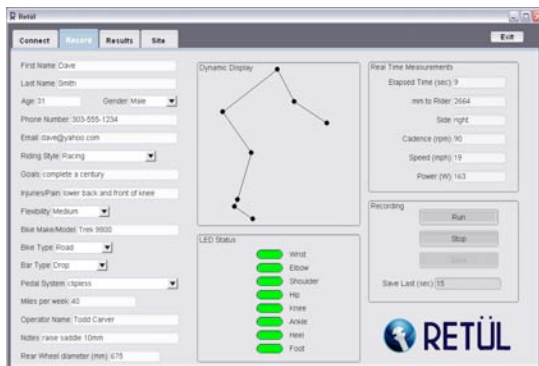 Retül
Connect Record Results Site Exit
First Name Dave
Last Name Smith
Age 31 Gender Male
Phone Number 303-555-1234
Email dave@yahoo.com
Riding Style Racing
Goals complete a century
Injuries/Pain lower back and front of knee
Flexibility Medium
Bike Make/Model Trek 9800
Bike Type Road
Bar Type Drop
Pedal System clipless
Miles per week 40
Operator Name Todd Carver
Notes raise saddle 10mm
Rear Wheel diameter (mm) 675
Dynamic Display
LED Status
Wrist
Elbow
Shoulder
Hip
Knee
Ankle
Heel
Foot
Real Time Measurements
Elapsed Time (sec) 9
mm to Rider 2664
Side right
Cadence (rpm) 90
Speed (mph) 19
Power (W) 163
Recording
Run
Stop
Save
Save Last (sec) 15
RETÜL